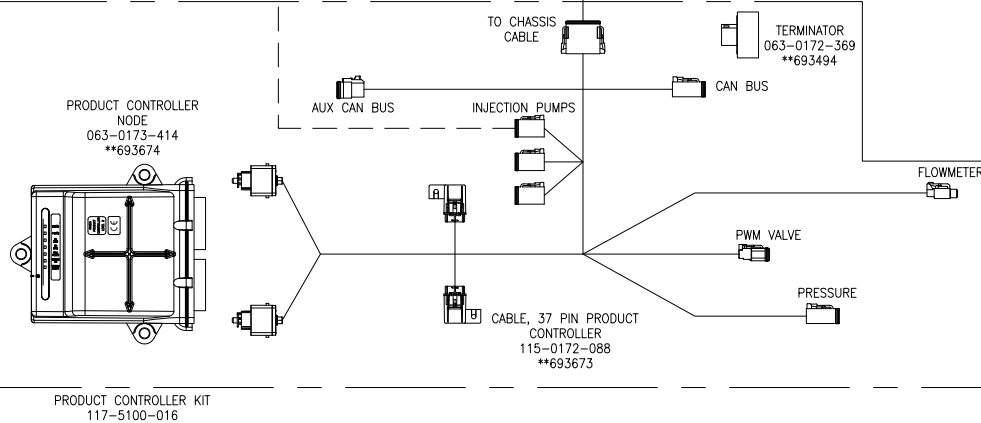 TO CHASSIS
CABLE
TERMINATOR
063-0172-369
**693494
AUX CAN BUS
CAN BUS
INJECTION PUMPS
PRODUCT CONTROLLER
NODE
063-0173-414
**693674
FLOWMETER
PWM VALVE
PRESSURE
CABLE, 37 PIN PRODUCT
CONTROLLER
115-0172-088
**693673
PRODUCT CONTROLLER KIT
117-5100-016